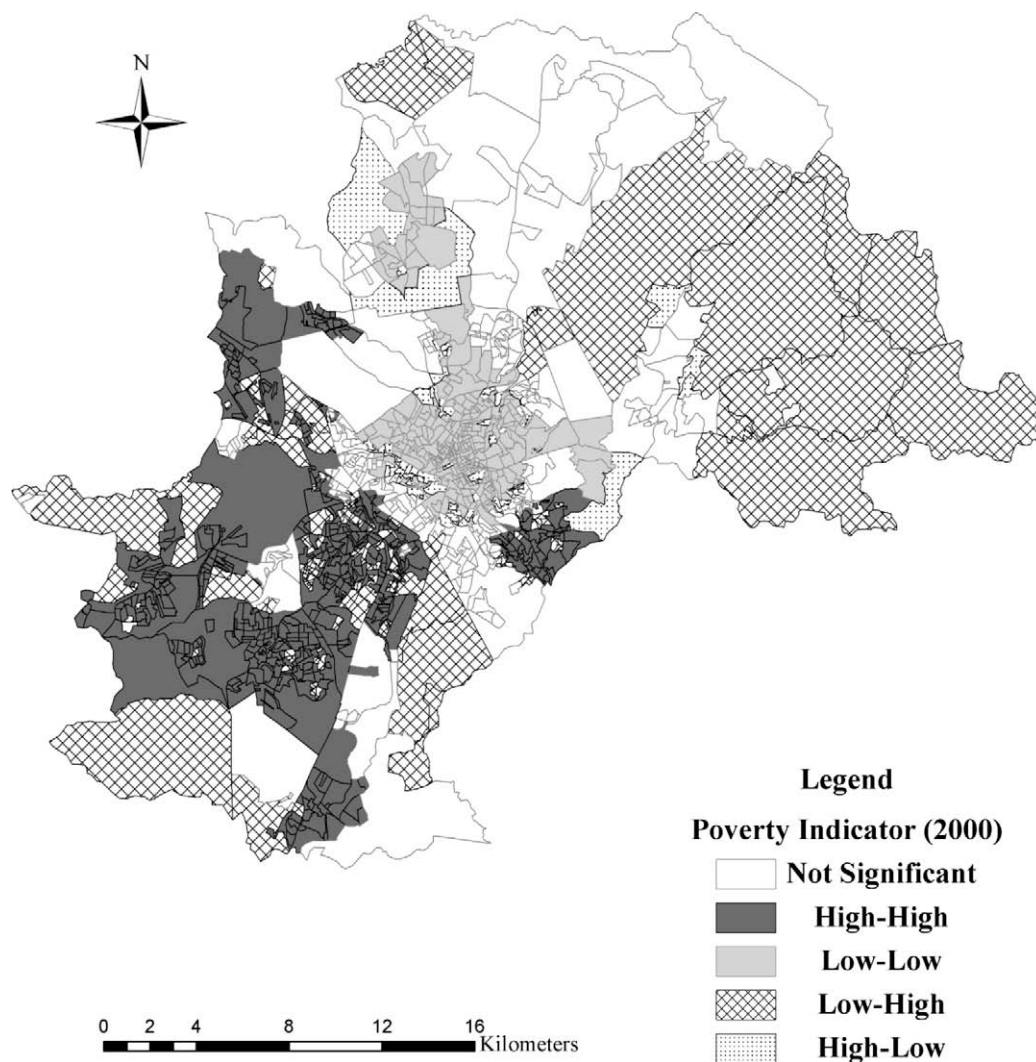 N
Legend
Poverty Indicator (2000)
Not Significant
High-High
Low-Low
Low-High
High-Low
0 2 4 8 12 16
Kilometers